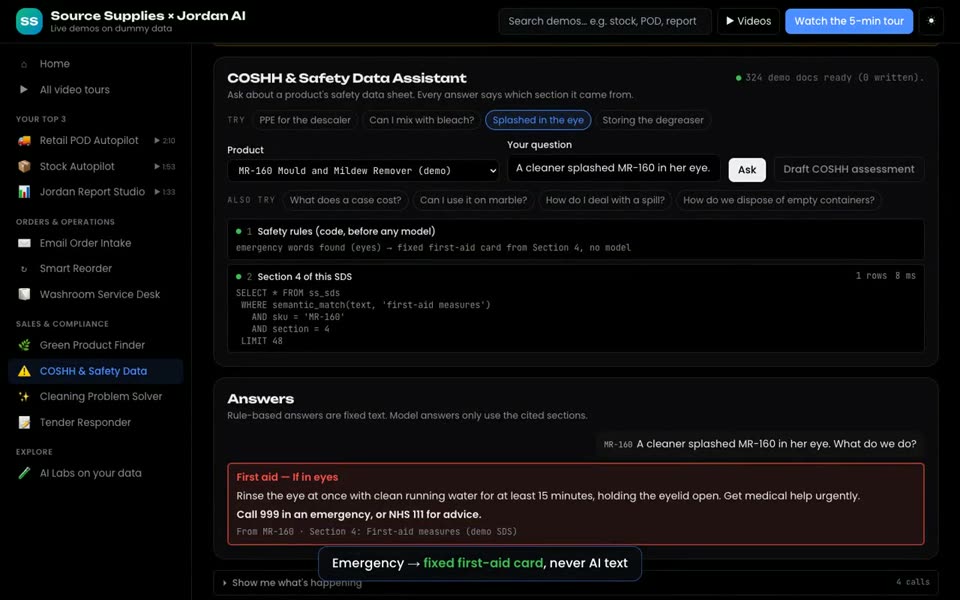 SS
Source Supplies × Jordan AI
Live demos on dummy data
Search demos… e.g. stock, POD, report
▶ Videos
Watch the 5-min tour
Home
All video tours
YOUR TOP 3
Retail POD Autopilot ▶ 2:10
Stock Autopilot ▶ 1:53
Jordan Report Studio ▶ 1:33
ORDERS & OPERATIONS
Email Order Intake
Smart Reorder
Washroom Service Desk
SALES & COMPLIANCE
Green Product Finder
COSHH & Safety Data
Cleaning Problem Solver
Tender Responder
EXPLORE
AI Labs on your data
COSHH & Safety Data Assistant
324 demo docs ready (0 written).
Ask about a product's safety data sheet. Every answer says which section it came from.
TRY PPE for the descaler Can I mix with bleach? Splashed in the eye Storing the degreaser
Product
Your question
MR-160 Mould and Mildew Remover (demo)
A cleaner splashed MR-160 in her eye.
Ask
Draft COSHH assessment
ALSO TRY What does a case cost? Can I use it on marble? How do I deal with a spill? How do we dispose of empty containers?
1 Safety rules (code, before any model)
emergency words found (eyes) → fixed first-aid card from Section 4, no model
2 Section 4 of this SDS 1 rows 8 ms
SELECT * FROM ss_sds
WHERE semantic_match(text, 'first-aid measures')
AND sku = 'MR-160'
AND section = 4
LIMIT 48
Answers
Rule-based answers are fixed text. Model answers only use the cited sections.
MR-160 A cleaner splashed MR-160 in her eye. What do we do?
First aid — If in eyes
Rinse the eye at once with clean running water for at least 15 minutes, holding the eyelid open. Get medical help urgently.
Call 999 in an emergency, or NHS 111 for advice.
From MR-160 · Section 4: First-aid measures (demo SDS)
Emergency → fixed first-aid card, never AI text
Show me what's happening 4 calls